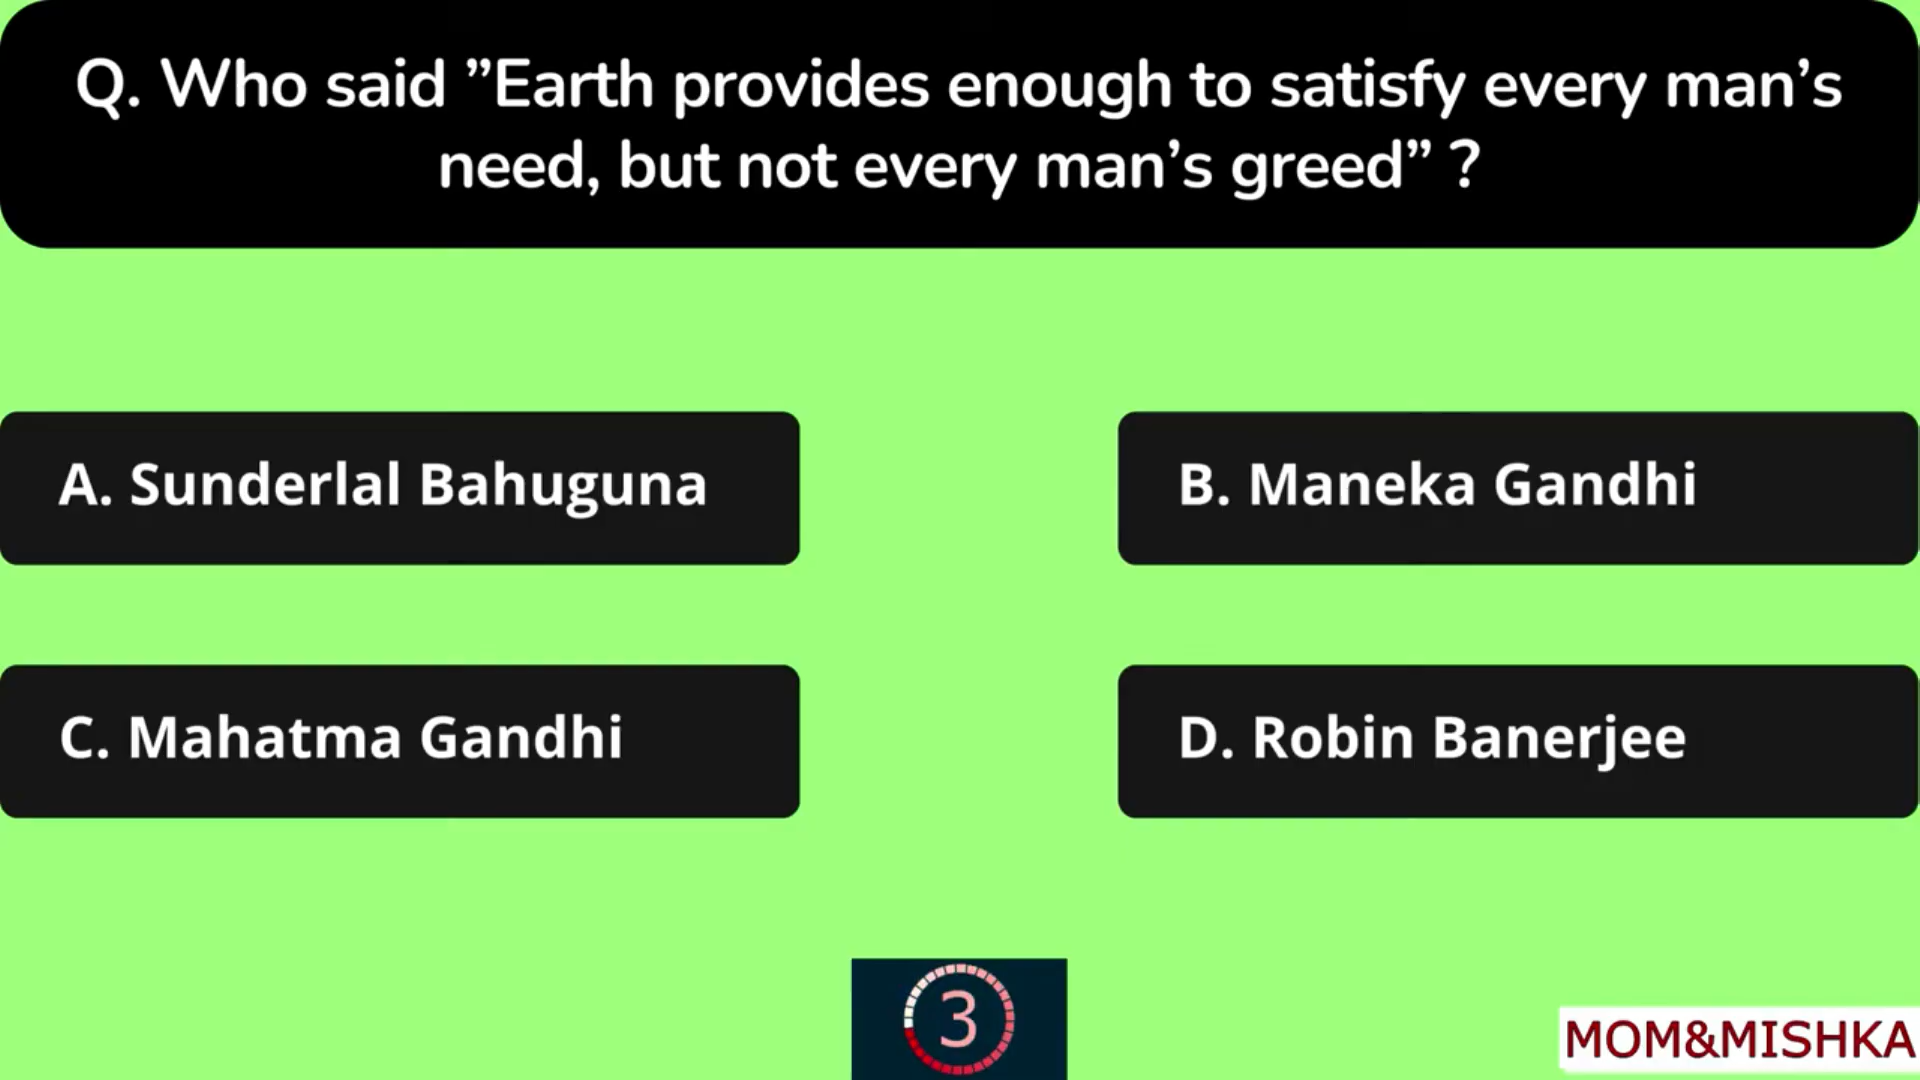 Q. Who said ”Earth provides enough to satisfy every man’s
need, but not every man’s greed” ?
A. Sunderlal Bahuguna
B. Maneka Gandhi
C. Mahatma Gandhi
D. Robin Banerjee
3
MOM&MISHKA